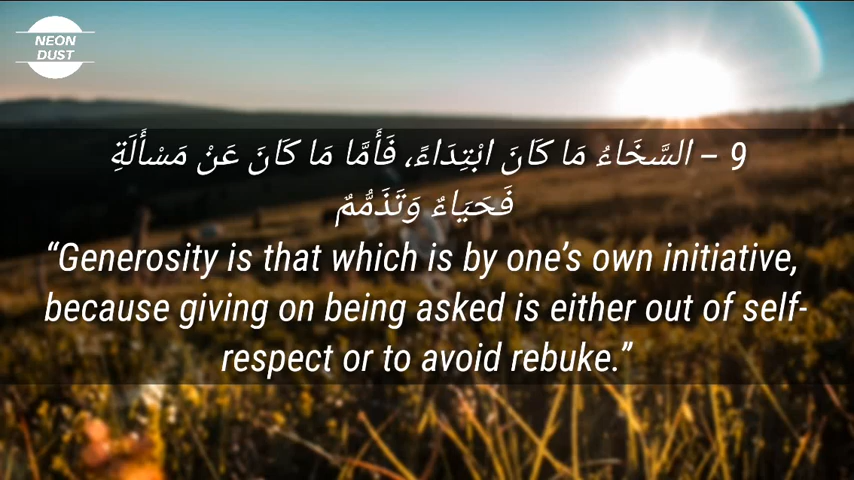 NEON
DUST
9 – السَّخَاءُ مَا كَانَ ابْتِدَاءً، فَأَمَّا مَا كَانَ عَنْ مَسْأَلَةِ
فَحَيَاءٌ وَتَذَمُّمٌ
“Generosity is that which is by one’s own initiative,
because giving on being asked is either out of self-
respect or to avoid rebuke.”